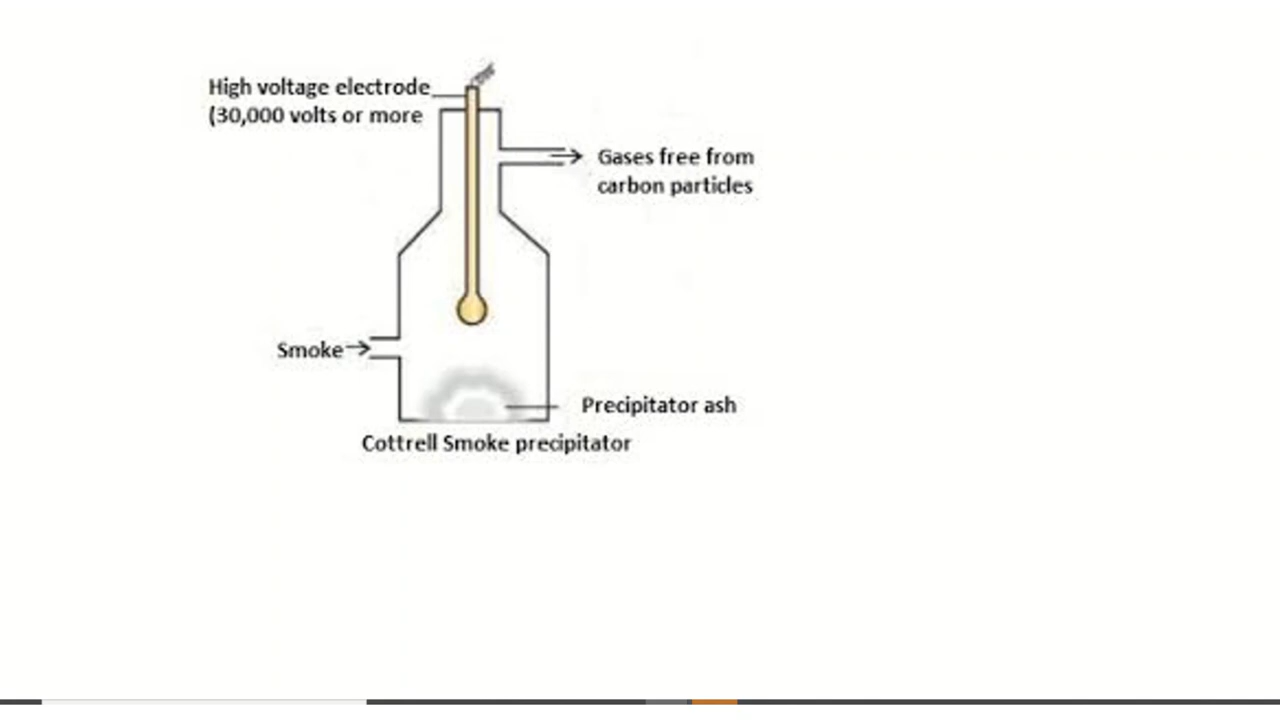 High voltage electrode
(30,000 volts or more
Gases free from
carbon particles
Smoke
Precipitator ash
Cottrell Smoke precipitator